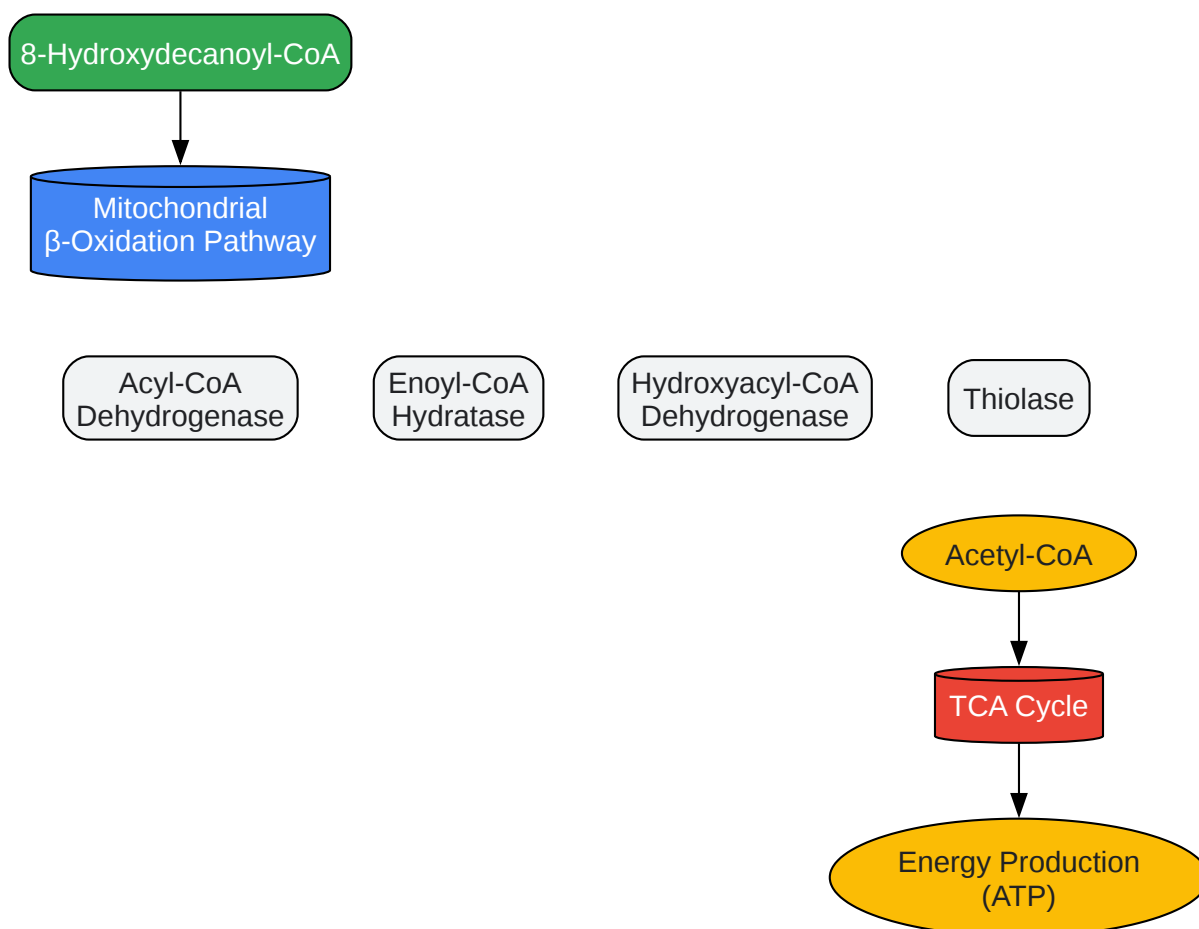 8-Hydroxydecanoyl-CoA
Mitochondrial
β-Oxidation Pathway
Acyl-CoA
Dehydrogenase
Enoyl-CoA
Hydratase
Hydroxyacyl-CoA
Dehydrogenase
Thiolase
Acetyl-CoA
TCA Cycle
Energy Production
(ATP)